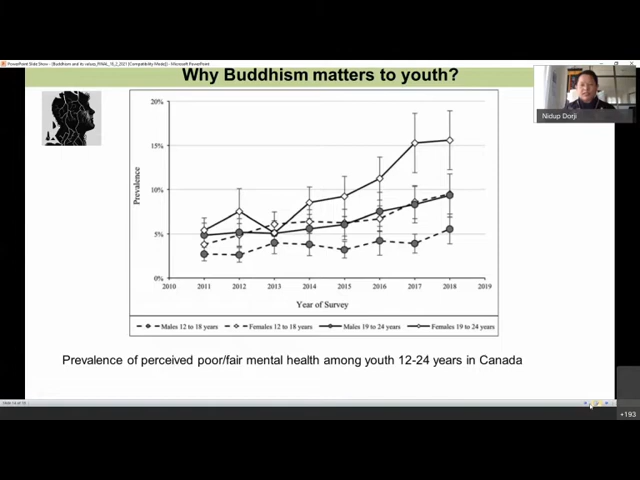 PowerPoint Slide Show - [Buddhism and its values_FINAL_18_2_2021 [Compatibility Mode]] - Microsoft PowerPoint
Why Buddhism matters to youth?
Nidup Dorji
20%
15%
10%
5%
0%
Prevalence
2010 2011 2012 2013 2014 2015 2016 2017 2018 2019
Year of Survey
Males 12 to 18 years Females 12 to 18 years Males 19 to 24 years Females 19 to 24 years
Prevalence of perceived poor/fair mental health among youth 12-24 years in Canada
+193